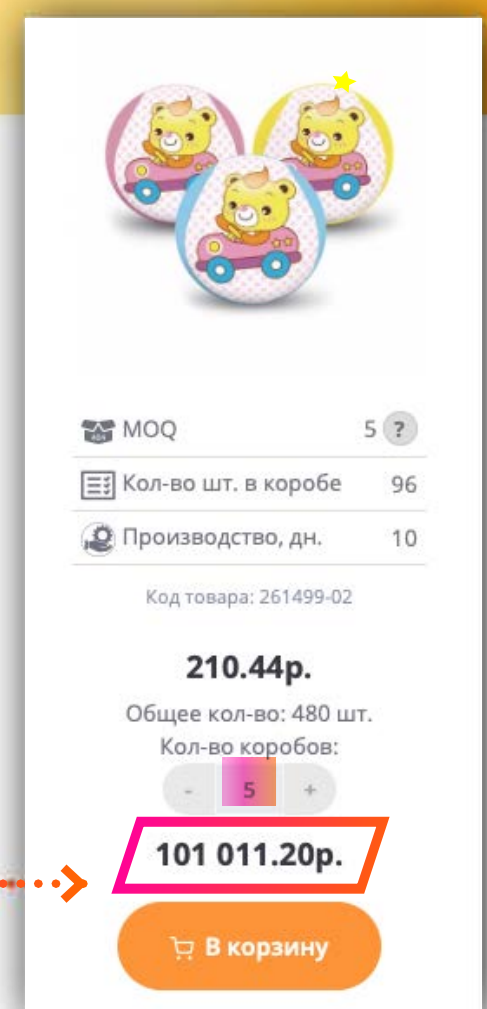 MOQ 5 ?
Кол-во шт. в коробе 96
Производство, дн. 10
Код товара: 261499-02
210.44р.
Общее кол-во: 480 шт.
Кол-во коробов:
- 5 +
101 011.20р.
В корзину